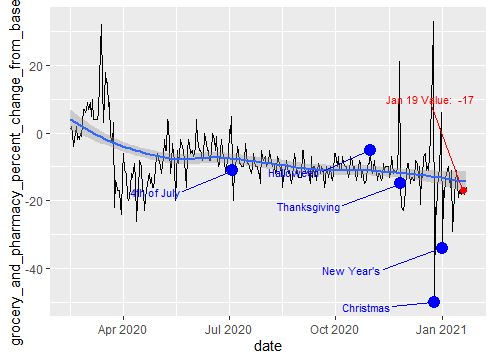 grocery_and_pharmacy_percent_change_from_base
20
0
-20
-40
Jan 19 Value: -17
4th of July
Halloween
Thanksgiving
New Year's
Christmas
Apr 2020
Jul 2020
Oct 2020
Jan 2021
date